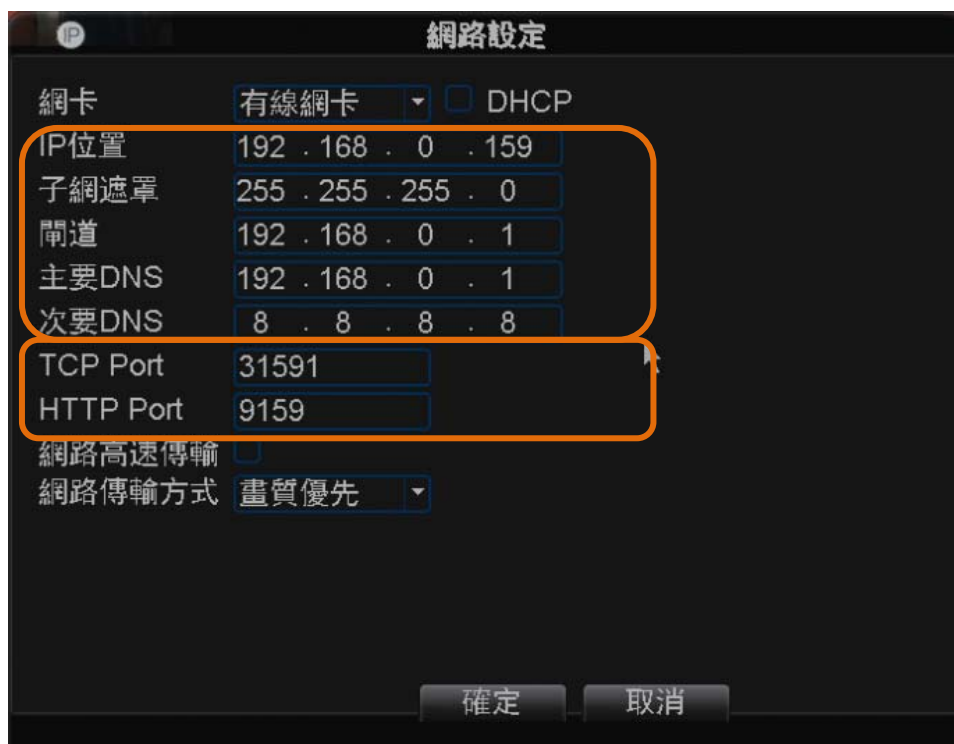 IP
網路設定
網卡 有線網卡 DHCP
IP位置 192 . 168 . 0 . 159
子網遮罩 255 . 255 . 255 . 0
閘道 192 . 168 . 0 . 1
主要DNS 192 . 168 . 0 . 1
次要DNS 8 . 8 . 8 . 8
TCP Port 31591
HTTP Port 9159
網路高速傳輸
網路傳輸方式 畫質優先
確定 取消